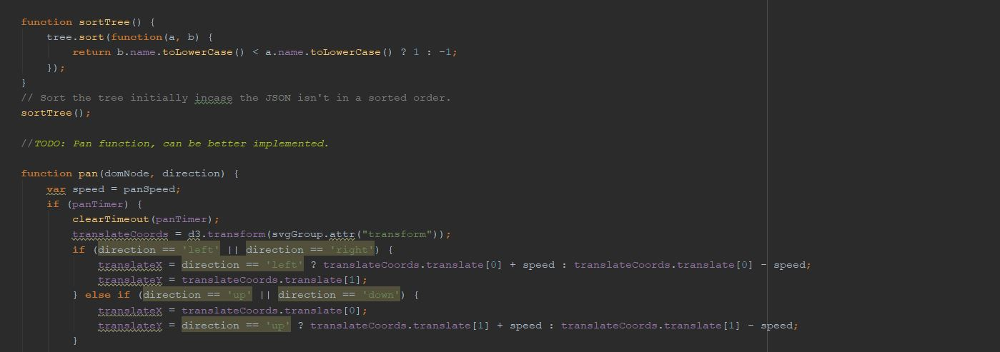 function sortTree() {
    tree.sort(function(a, b) {
        return b.name.toLowerCase() < a.name.toLowerCase() ? 1 : -1;
    });
}
// Sort the tree initially incase the JSON isn't in a sorted order.
sortTree();

//TODO: Pan function, can be better implemented.

function pan(domNode, direction) {
    var speed = panSpeed;
    if (panTimer) {
        clearTimeout(panTimer);
        translateCoords = d3.transform(svgGroup.attr("transform"));
        if (direction == 'left' || direction == 'right') {
            translateX = direction == 'left' ? translateCoords.translate[0] + speed : translateCoords.translate[0] - speed;
            translateY = translateCoords.translate[1];
        } else if (direction == 'up' || direction == 'down') {
            translateX = translateCoords.translate[0];
            translateY = direction == 'up' ? translateCoords.translate[1] + speed : translateCoords.translate[1] - speed;
        }